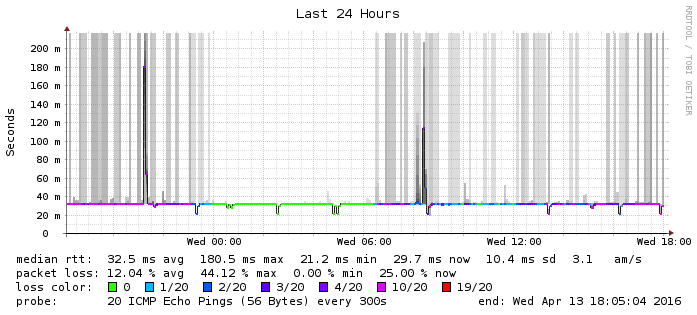 Last 24 Hours
RRDTOOL / TOBI OETIKER
Seconds
200 m
180 m
160 m
140 m
120 m
100 m
80 m
60 m
40 m
20 m
0
Wed 00:00 Wed 06:00 Wed 12:00 Wed 18:00
median rtt: 32.5 ms avg 180.5 ms max 21.2 ms min 29.7 ms now 10.4 ms sd 3.1 am/s
packet loss: 12.04 % avg 44.12 % max 0.00 % min 25.00 % now
loss color: 0 1/20 2/20 3/20 4/20 10/20 19/20
probe: 20 ICMP Echo Pings (56 Bytes) every 300s end: Wed Apr 13 18:05:04 2016